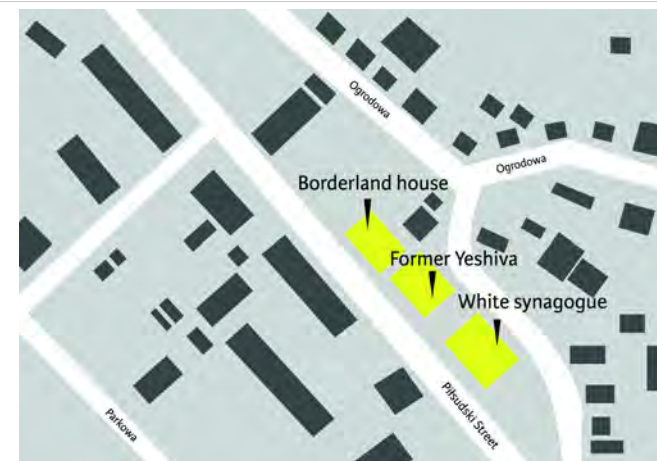 Ogrodowa
Ogrodowa
Borderland house
Former Yeshiva
White synagogue
Piłsudski Street
Parkowa